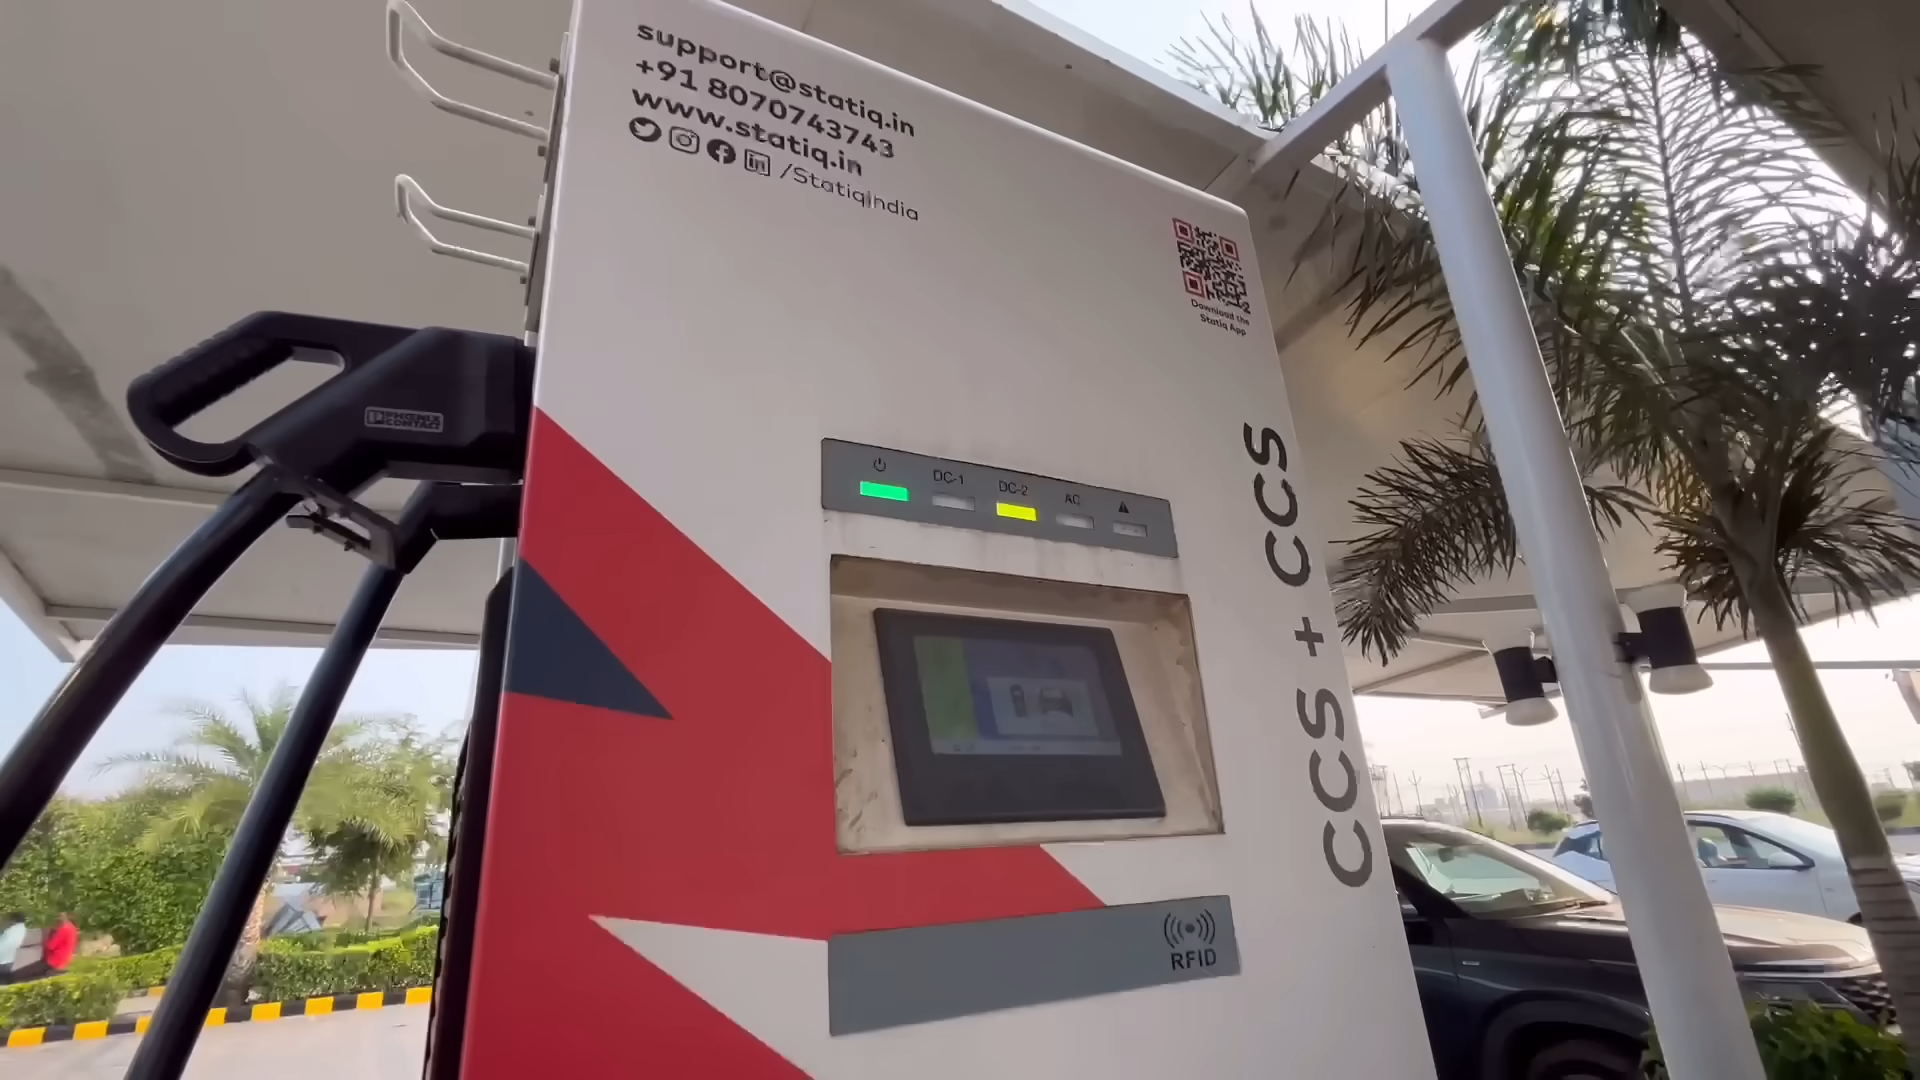 support@statiq.in
+91 8070743743
www.statiq.in
/StatiqIndia
Download the
Statiq App
PHOENIX
CONTACT
DC-1
DC-2
AC
CCS + CCS
RFID